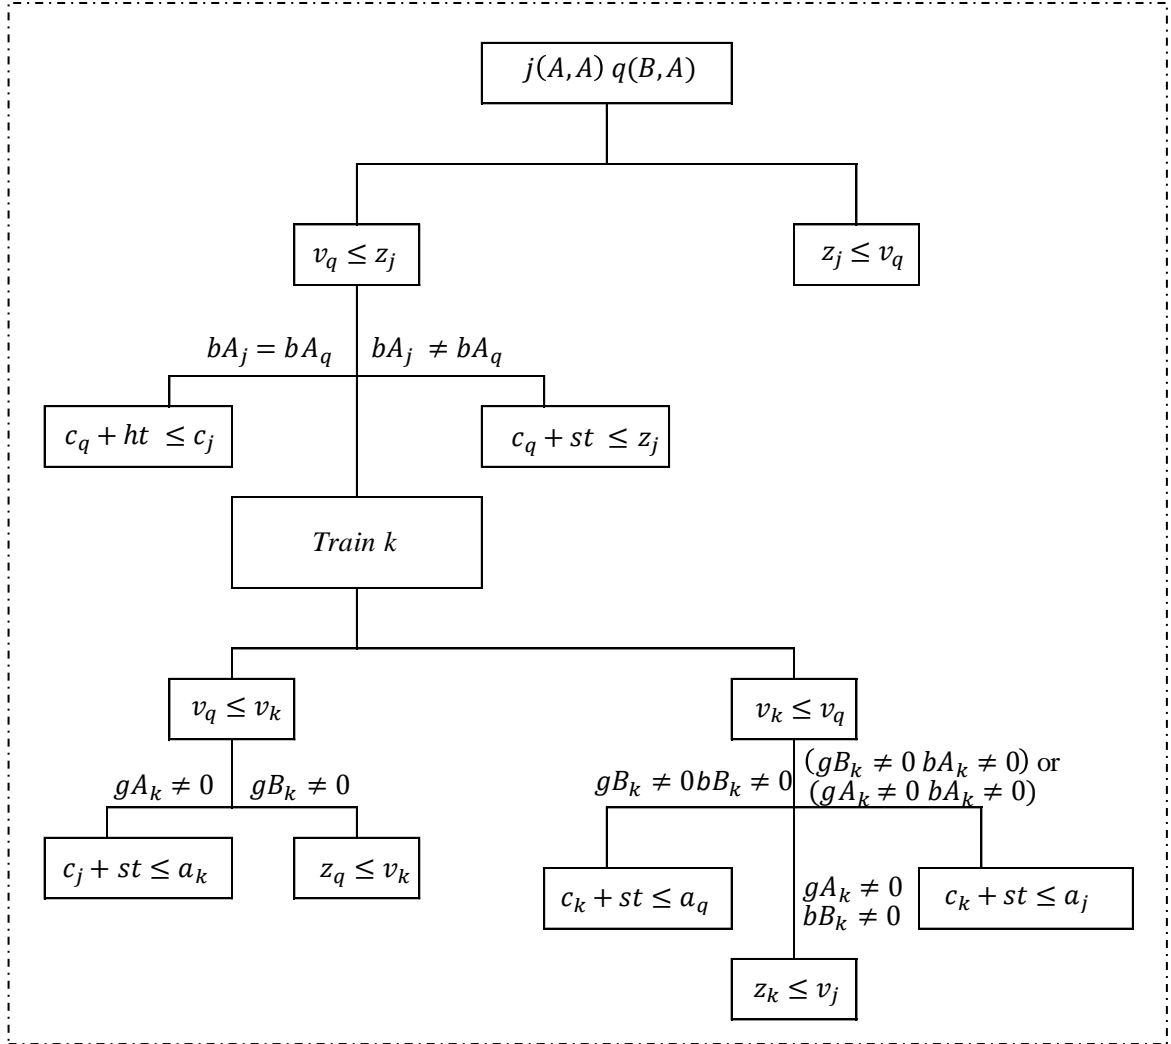 j(A,A) q(B,A)
v_q ≤ z_j
z_j ≤ v_q
bA_j = bA_q
bA_j ≠ bA_q
c_q + ht ≤ c_j
c_q + st ≤ z_j
Train k
v_q ≤ v_k
v_k ≤ v_q
gA_k ≠ 0
gB_k ≠ 0
gB_k ≠ 0 bB_k ≠ 0
(gB_k ≠ 0 bA_k ≠ 0) or
(gA_k ≠ 0 bA_k ≠ 0)
c_j + st ≤ a_k
z_q ≤ v_k
c_k + st ≤ a_q
gA_k ≠ 0
bB_k ≠ 0
c_k + st ≤ a_j
z_k ≤ v_j